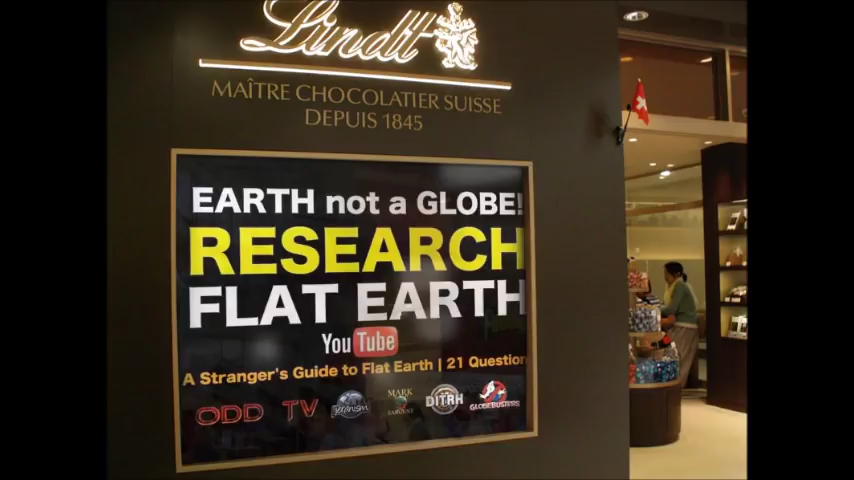 Lindt
MAÎTRE CHOCOLATIER SUISSE
DEPUIS 1845
EARTH not a GLOBE!
RESEARCH
FLAT EARTH
YouTube
A Stranger's Guide to Flat Earth | 21 Question
ODD TV jeranism MARK SARGENT DITRH GLOBEBUSTERS